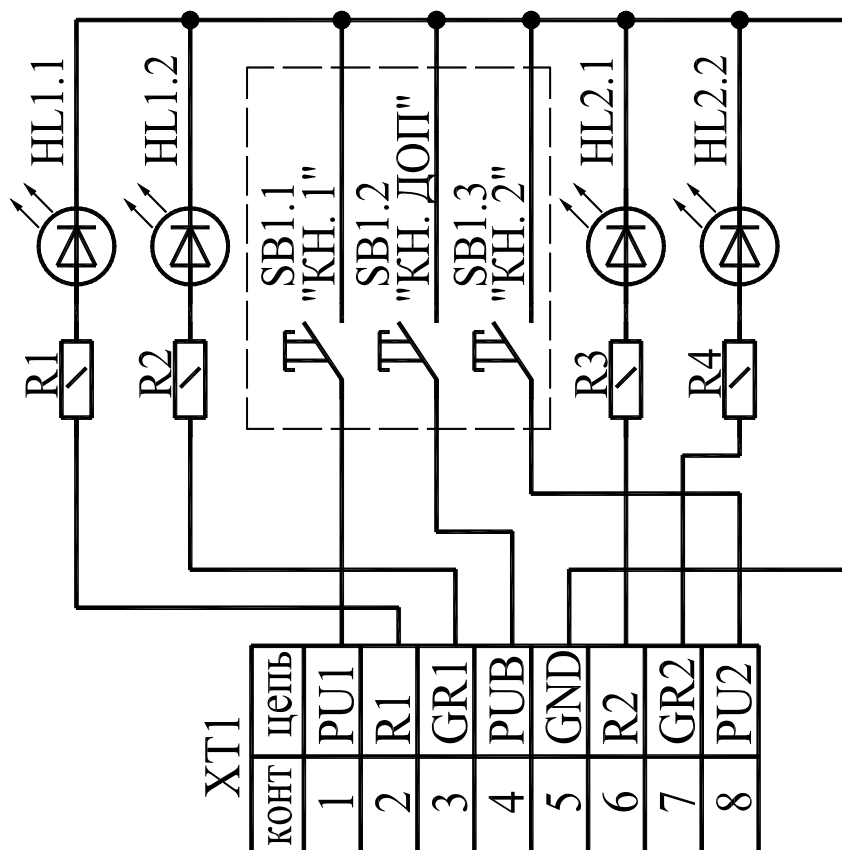 HL1.1
HL1.2
SB1.1
"КН. 1"
SB1.2
"КН. ДОП"
SB1.3
"КН. 2"
HL2.1
HL2.2
R1
R2
R3
R4
XT1
цепь
PU1
R1
GR1
PUB
GND
R2
GR2
PU2
конт
1
2
3
4
5
6
7
8